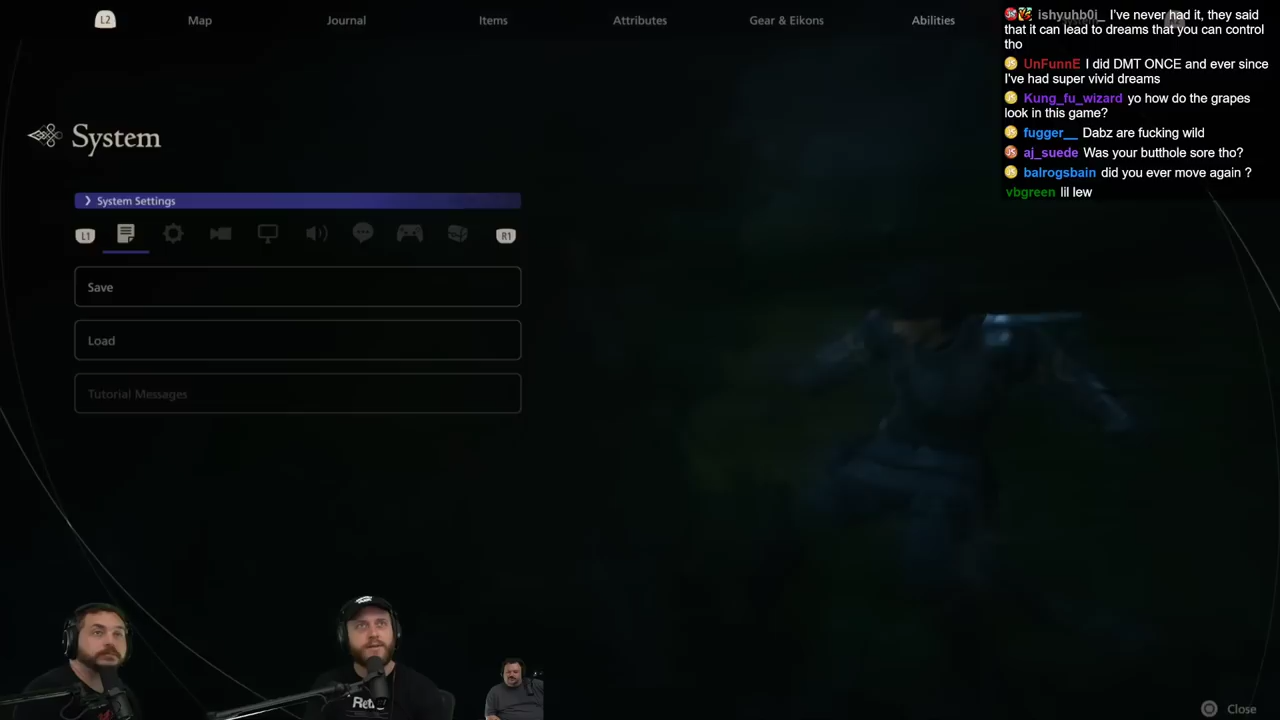 L2
Map
Journal
Items
Attributes
Gear & Eikons
Abilities
ishyuhb0i_ I've never had it, they said
that it can lead to dreams that you can control
tho
UnFunnE I did DMT ONCE and ever since
I've had super vivid dreams
Kung_fu_wizard yo how do the grapes
look in this game?
fugger__ Dabz are fucking wild
aj_suede Was your butthole sore tho?
balrogsbain did you ever move again ?
vbgreen lil lew
System
System Settings
L1
R1
Save
Load
Tutorial Messages
Close